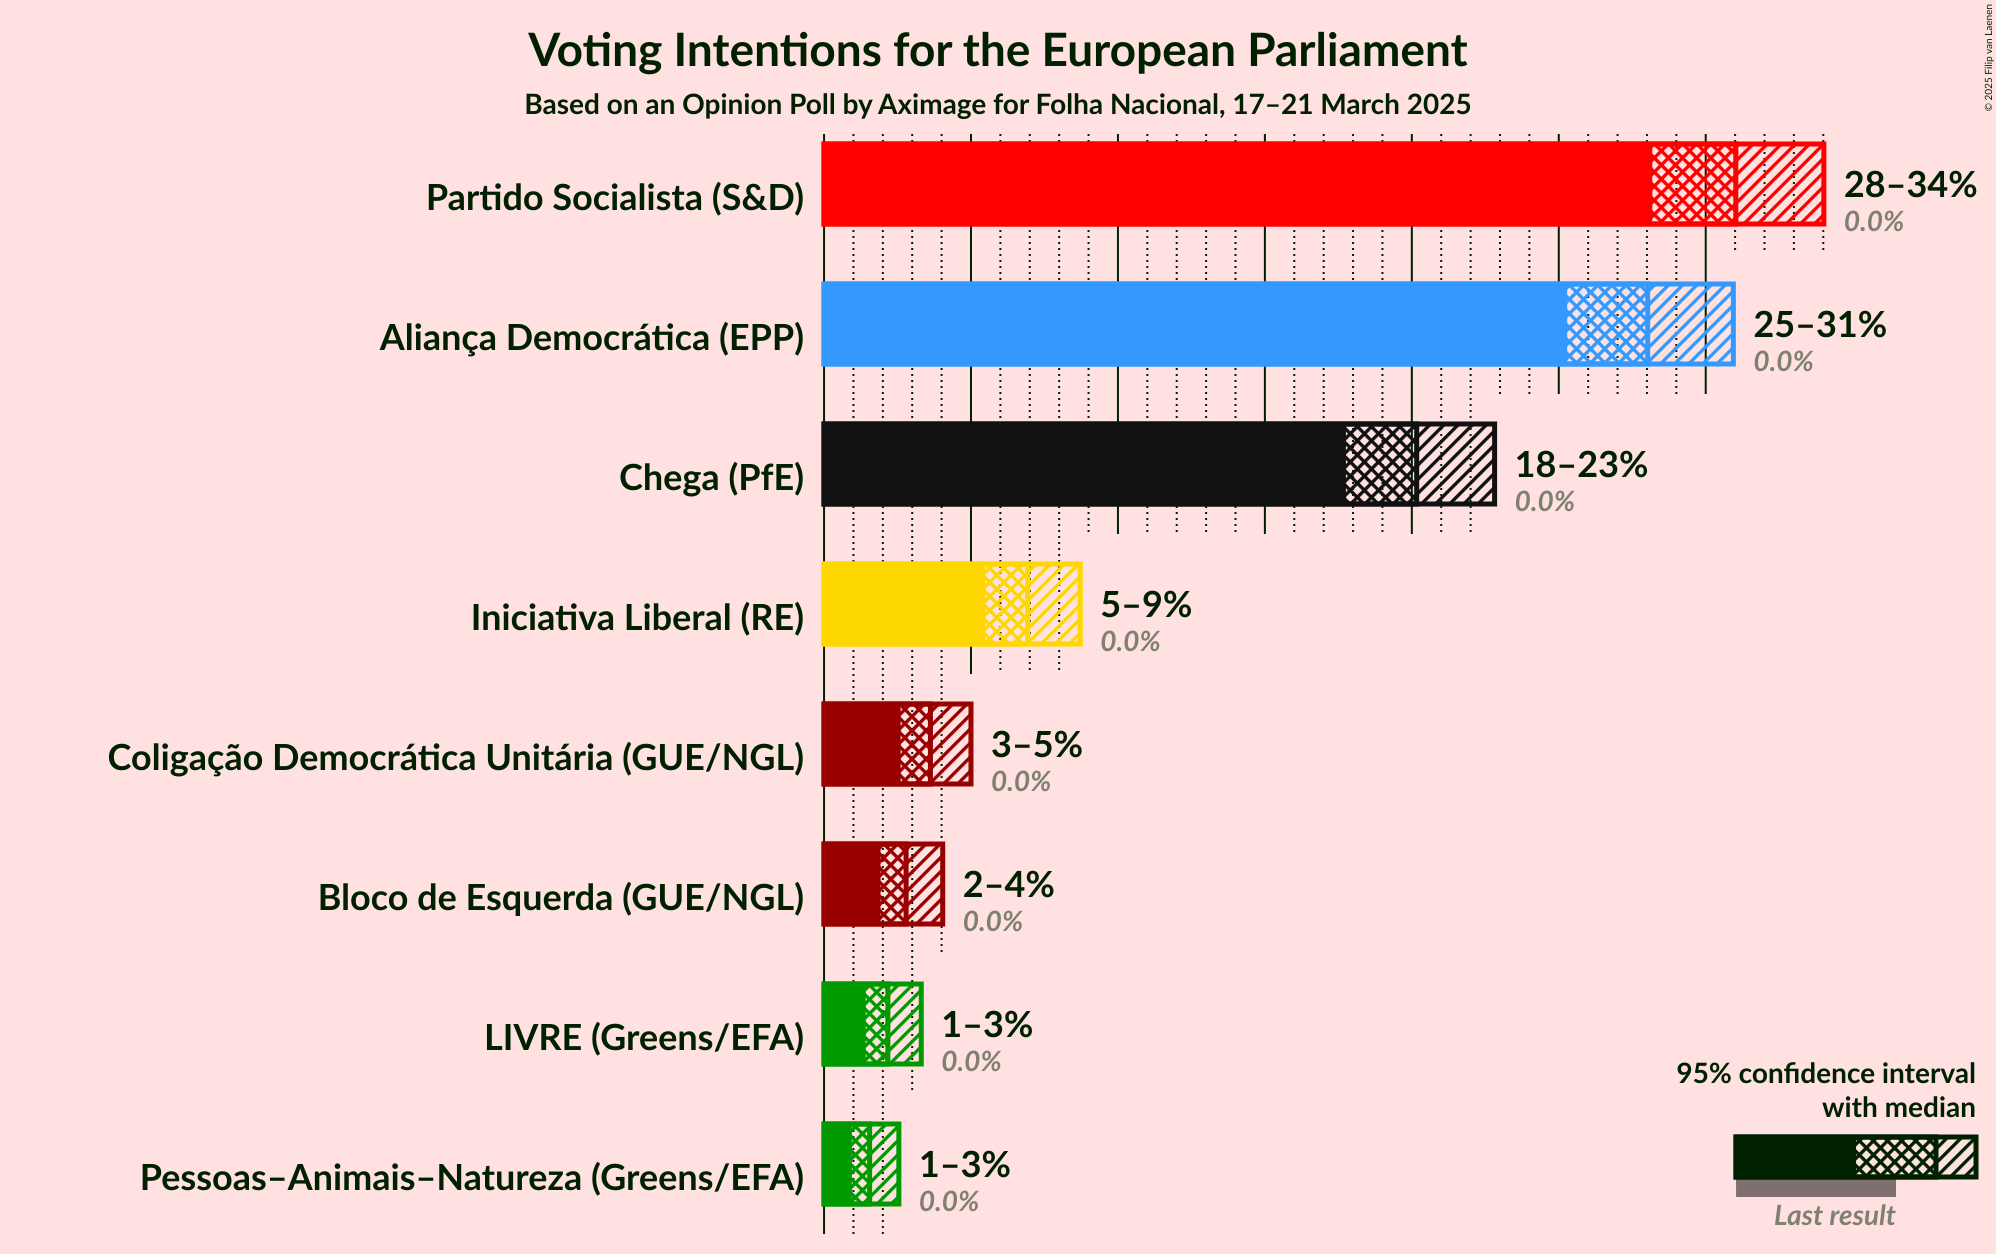 Voting Intentions for the European Parliament
Based on an Opinion Poll by Aximage for Folha Nacional, 17–21 March 2025
© 2025 Filip van Laenen
Partido Socialista (S&D)
28–34%
0.0%
Aliança Democrática (EPP)
25–31%
0.0%
Chega (PfE)
18–23%
0.0%
Iniciativa Liberal (RE)
5–9%
0.0%
Coligação Democrática Unitária (GUE/NGL)
3–5%
0.0%
Bloco de Esquerda (GUE/NGL)
2–4%
0.0%
LIVRE (Greens/EFA)
1–3%
0.0%
Pessoas–Animais–Natureza (Greens/EFA)
1–3%
0.0%
95% confidence interval
with median
Last result